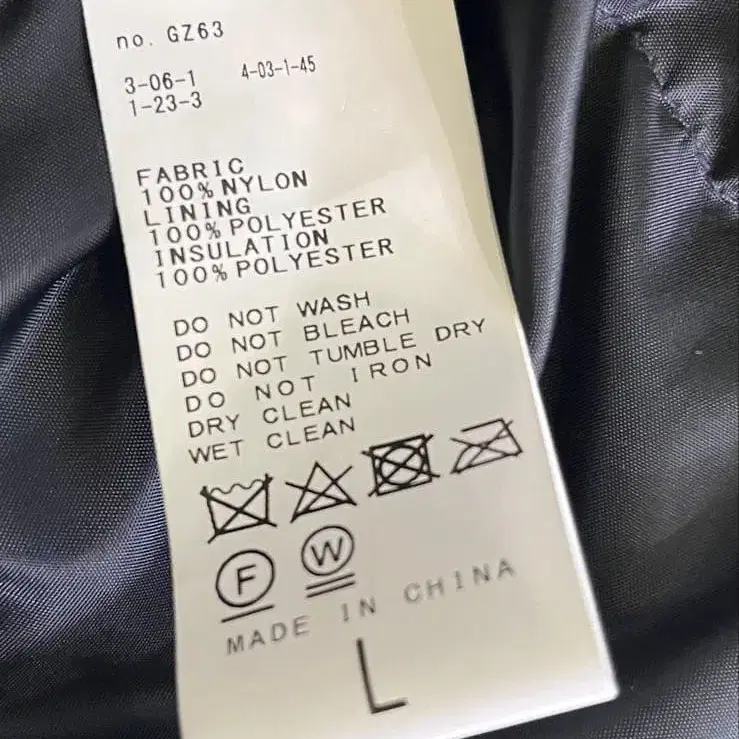 no. GZ63
3-06-1 4-03-1-45
1-23-3
FABRIC
100% NYLON
LINING
100% POLYESTER
INSULATION
100% POLYESTER
DO NOT WASH
DO NOT BLEACH
DO NOT TUMBLE DRY
DO NOT IRON
DRY CLEAN
WET CLEAN
F W
MADE IN CHINA
L